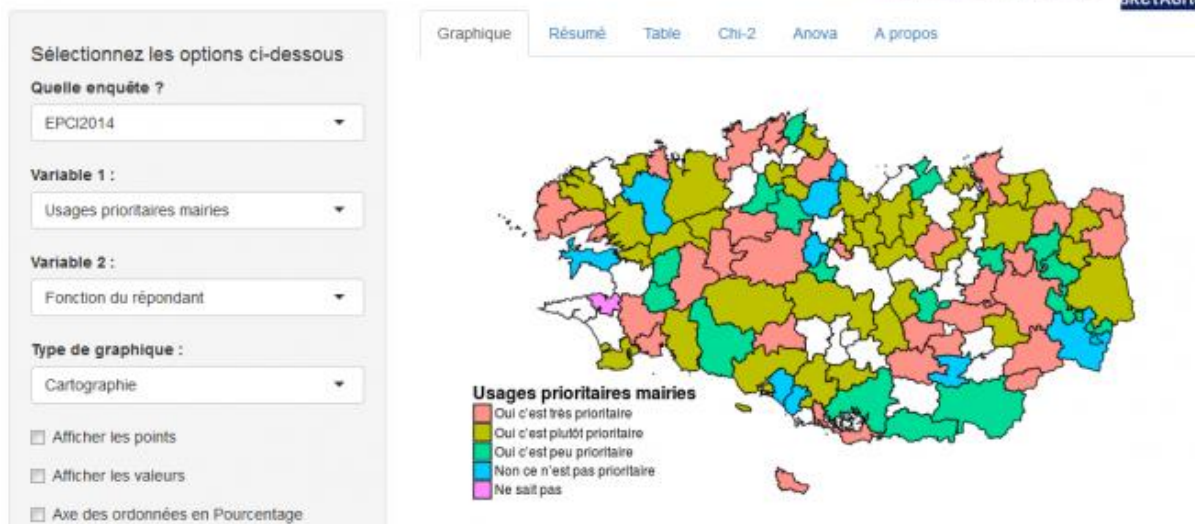 Graphique Résumé Table Chi-2 Anova A propos
Sélectionnez les options ci-dessous
Quelle enquête ?
EPCI2014
Variable 1 :
Usages prioritaires mairies
Variable 2 :
Fonction du répondant
Type de graphique :
Cartographie
Afficher les points
Afficher les valeurs
Axe des ordonnées en Pourcentage
Usages prioritaires mairies
Oui c'est très prioritaire
Oui c'est plutôt prioritaire
Oui c'est peu prioritaire
Non ce n'est pas prioritaire
Ne sait pas